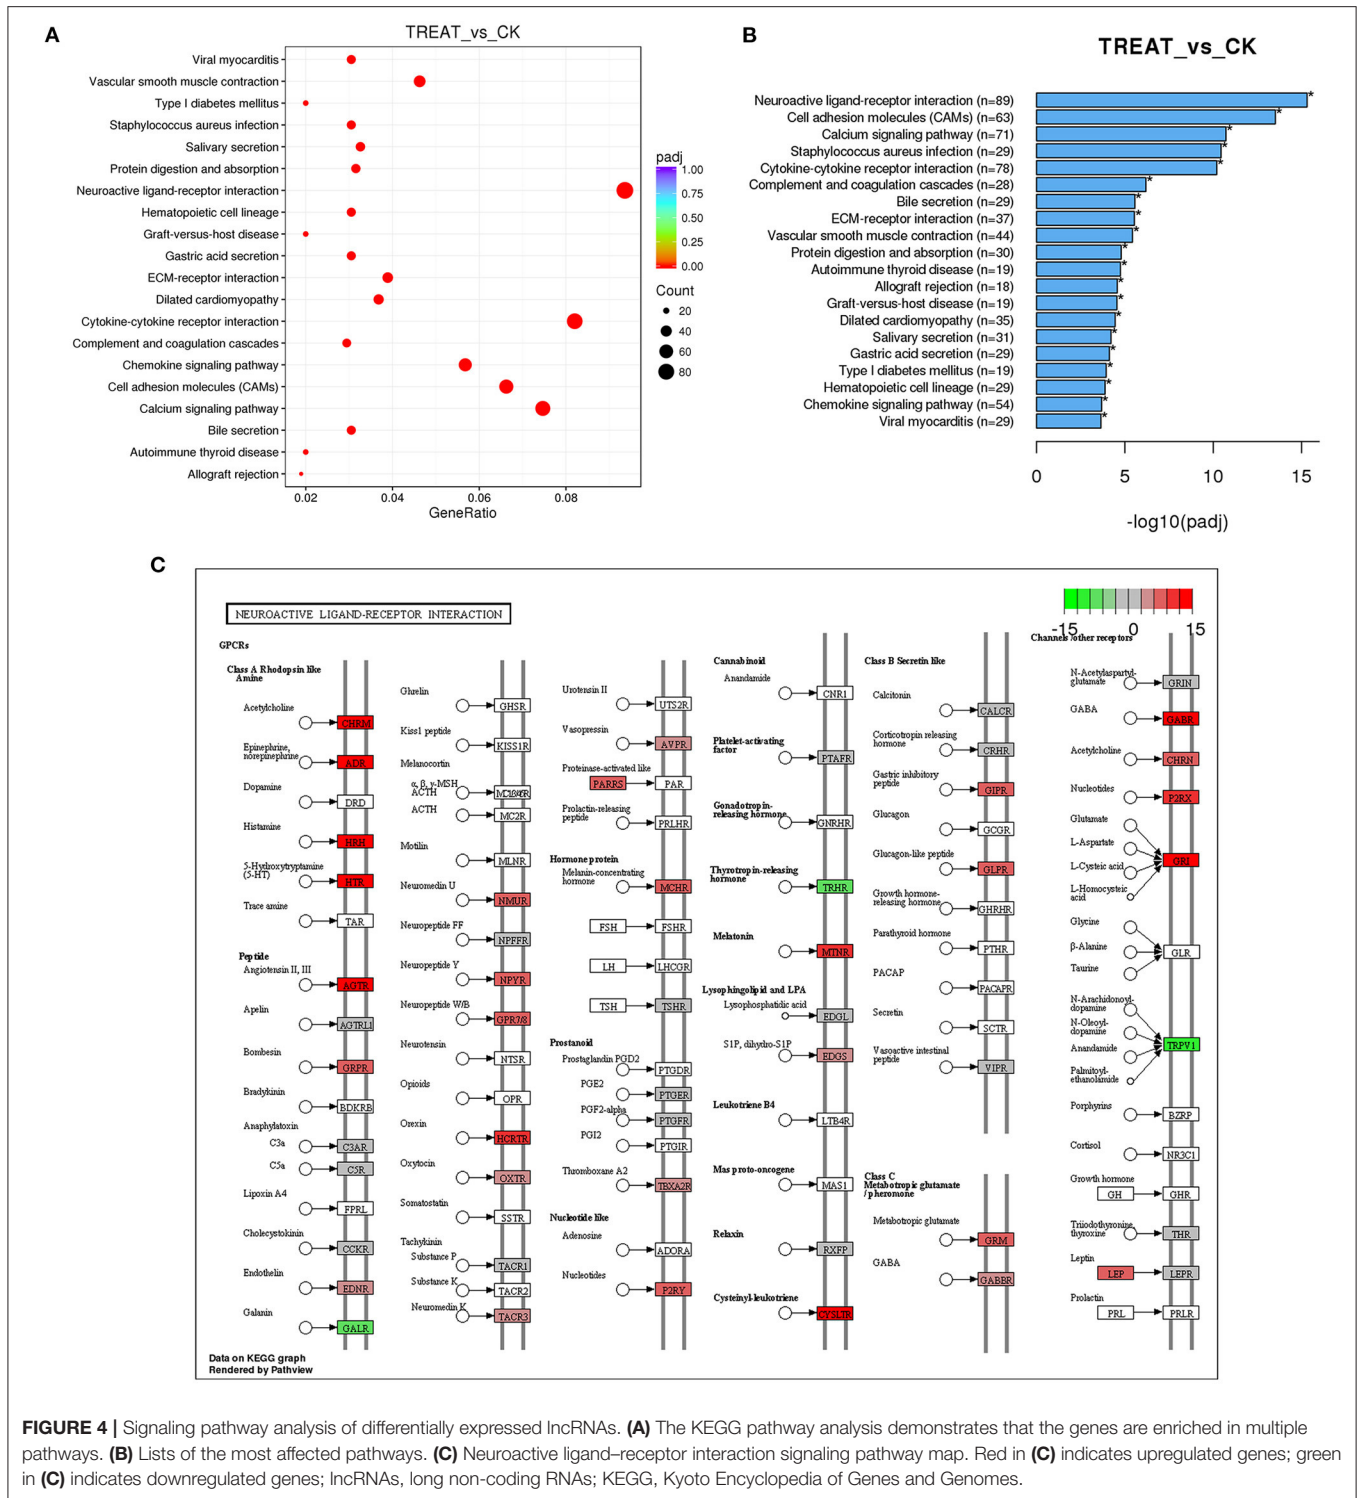 A
TREAT_vs_CK
Viral myocarditis
Vascular smooth muscle contraction
Type I diabetes mellitus
Staphylococcus aureus infection
Salivary secretion
Protein digestion and absorption
Neuroactive ligand-receptor interaction
Hematopoietic cell lineage
Graft-versus-host disease
Gastric acid secretion
ECM-receptor interaction
Dilated cardiomyopathy
Cytokine-cytokine receptor interaction
Complement and coagulation cascades
Chemokine signaling pathway
Cell adhesion molecules (CAMs)
Calcium signaling pathway
Bile secretion
Autoimmune thyroid disease
Allograft rejection
0.02 0.04 0.06 0.08
GeneRatio
padj
1.00
0.75
0.50
0.25
0.00
Count
20
40
60
80
B
TREAT_vs_CK
Neuroactive ligand-receptor interaction (n=89) *
Cell adhesion molecules (CAMs) (n=63) *
Calcium signaling pathway (n=71) *
Staphylococcus aureus infection (n=29) *
Cytokine-cytokine receptor interaction (n=78) *
Complement and coagulation cascades (n=28) *
Bile secretion (n=29) *
ECM-receptor interaction (n=37) *
Vascular smooth muscle contraction (n=44) *
Protein digestion and absorption (n=30) *
Autoimmune thyroid disease (n=19) *
Allograft rejection (n=18) *
Graft-versus-host disease (n=19) *
Dilated cardiomyopathy (n=35) *
Salivary secretion (n=31) *
Gastric acid secretion (n=29) *
Type I diabetes mellitus (n=19) *
Hematopoietic cell lineage (n=29) *
Chemokine signaling pathway (n=54) *
Viral myocarditis (n=29) *
0 5 10 15
-log10(padj)
C
NEUROACTIVE LIGAND-RECEPTOR INTERACTION
-15 0 15
GPCRs
Class A Rhodopsin like
Amine
Acetylcholine
CHRM
Epinephrine,
norepinephrine
ADR
Dopamine
DRD
Histamine
HRH
5-Hydroxytryptamine
(5-HT)
HTR
Trace amine
TAR
Peptide
Angiotensin II, III
AGTR
Apelin
AGTRL1
Bombesin
GRPR
Bradykinin
BDKRB
Anaphylatoxin
C3a
C3AR
C5a
C5R
Lipoxin A4
FPRL
Cholecystokinin
CCKR
Endothelin
EDNR
Galanin
GALR
Ghrelin
GHSR
Kiss1 peptide
KISS1R
Melanocortin
α, β, γ-MSH
ACTH
ACTH
MC2R
Motilin
MLNR
Neuromedin U
NMUR
Neuropeptide FF
NPFFR
Neuropeptide Y
NPYR
Neuropeptide W/B
GPR7/8
Neurotensin
NTSR
Opioids
OPR
Orexin
HCRTR
Oxytocin
OXTR
Somatostatin
SSTR
Tachykinin
Substance P
TACR1
Substance K
TACR2
Neuromedin K
TACR3
Urotensin II
UTS2R
Vasopressin
AVPR
Proteinase-activated like
PARRS
PAR
Prolactin-releasing
peptide
PRLHR
Hormone protein
Melanin-concentrating
hormone
MCHR
FSH FSHR
LH LHCGR
TSH TSHR
Prostanoid
Prostaglandin PGD2
PTGDR
PGE2
PTGER
PGF2-alpha
PTGFR
PGI2
PTGIR
Thromboxane A2
TBXA2R
Nucleotide like
Adenosine
ADORA
Nucleotides
P2RY
Cannabinoid
Anandamide
CNR1
Platelet-activating
factor
PTAFR
Gonadotropin-
releasing hormone
GNRHR
Thyrotropin-releasing
hormone
TRHR
Melatonin
MTNR
Lysophingolipid and LPA
Lysophosphatidic acid
EDGL
S1P, dihydro-S1P
EDGS
Leukotriene B4
LTB4R
Mas proto-oncogene
MAS1
Relaxin
RXFP
Cysteinyl-leukotriene
CYSLTR
Class B Secretin like
Calcitonin
CALCR
Corticotropin releasing
hormone
CRHR
Gastric inhibitory
peptide
GIPR
Glucagon
GCGR
Glucagon-like peptide
GLPR
Growth hormone-
releasing hormone
GHRHR
Parathyroid hormone
PTHR
PACAP
PACAPR
Secretin
SCTR
Vasoactive intestinal
peptide
VIPR
Class C
Metabotropic glutamate
/ pheromone
Metabotropic glutamate
GRM
GABA
GABBR
Channels /other receptors
N-Acetylaspartyl-
glutamate
GRIN
GABA
GABR
Acetylcholine
CHRN
Nucleotides
P2RX
Glutamate
L-Aspartate
GRI
L-Cysteic acid
L-Homocysteic
acid
Glycine
β-Alanine
GLR
Taurine
N-Arachidonoyl-
dopamine
N-Oleoyl-
dopamine
TRPV1
Anandamide
Palmitoyl-
ethanolamide
Porphyrins
BZRP
Cortisol
NR3C1
Growth hormone
GH GHR
Triiodothyronine,
thyroxine
THR
Leptin
LEP LEPR
Prolactin
PRL PRLR
Data on KEGG graph
Rendered by Pathview
FIGURE 4 | Signaling pathway analysis of differentially expressed lncRNAs. (A) The KEGG pathway analysis demonstrates that the genes are enriched in multiple
pathways. (B) Lists of the most affected pathways. (C) Neuroactive ligand–receptor interaction signaling pathway map. Red in (C) indicates upregulated genes; green
in (C) indicates downregulated genes; lncRNAs, long non-coding RNAs; KEGG, Kyoto Encyclopedia of Genes and Genomes.